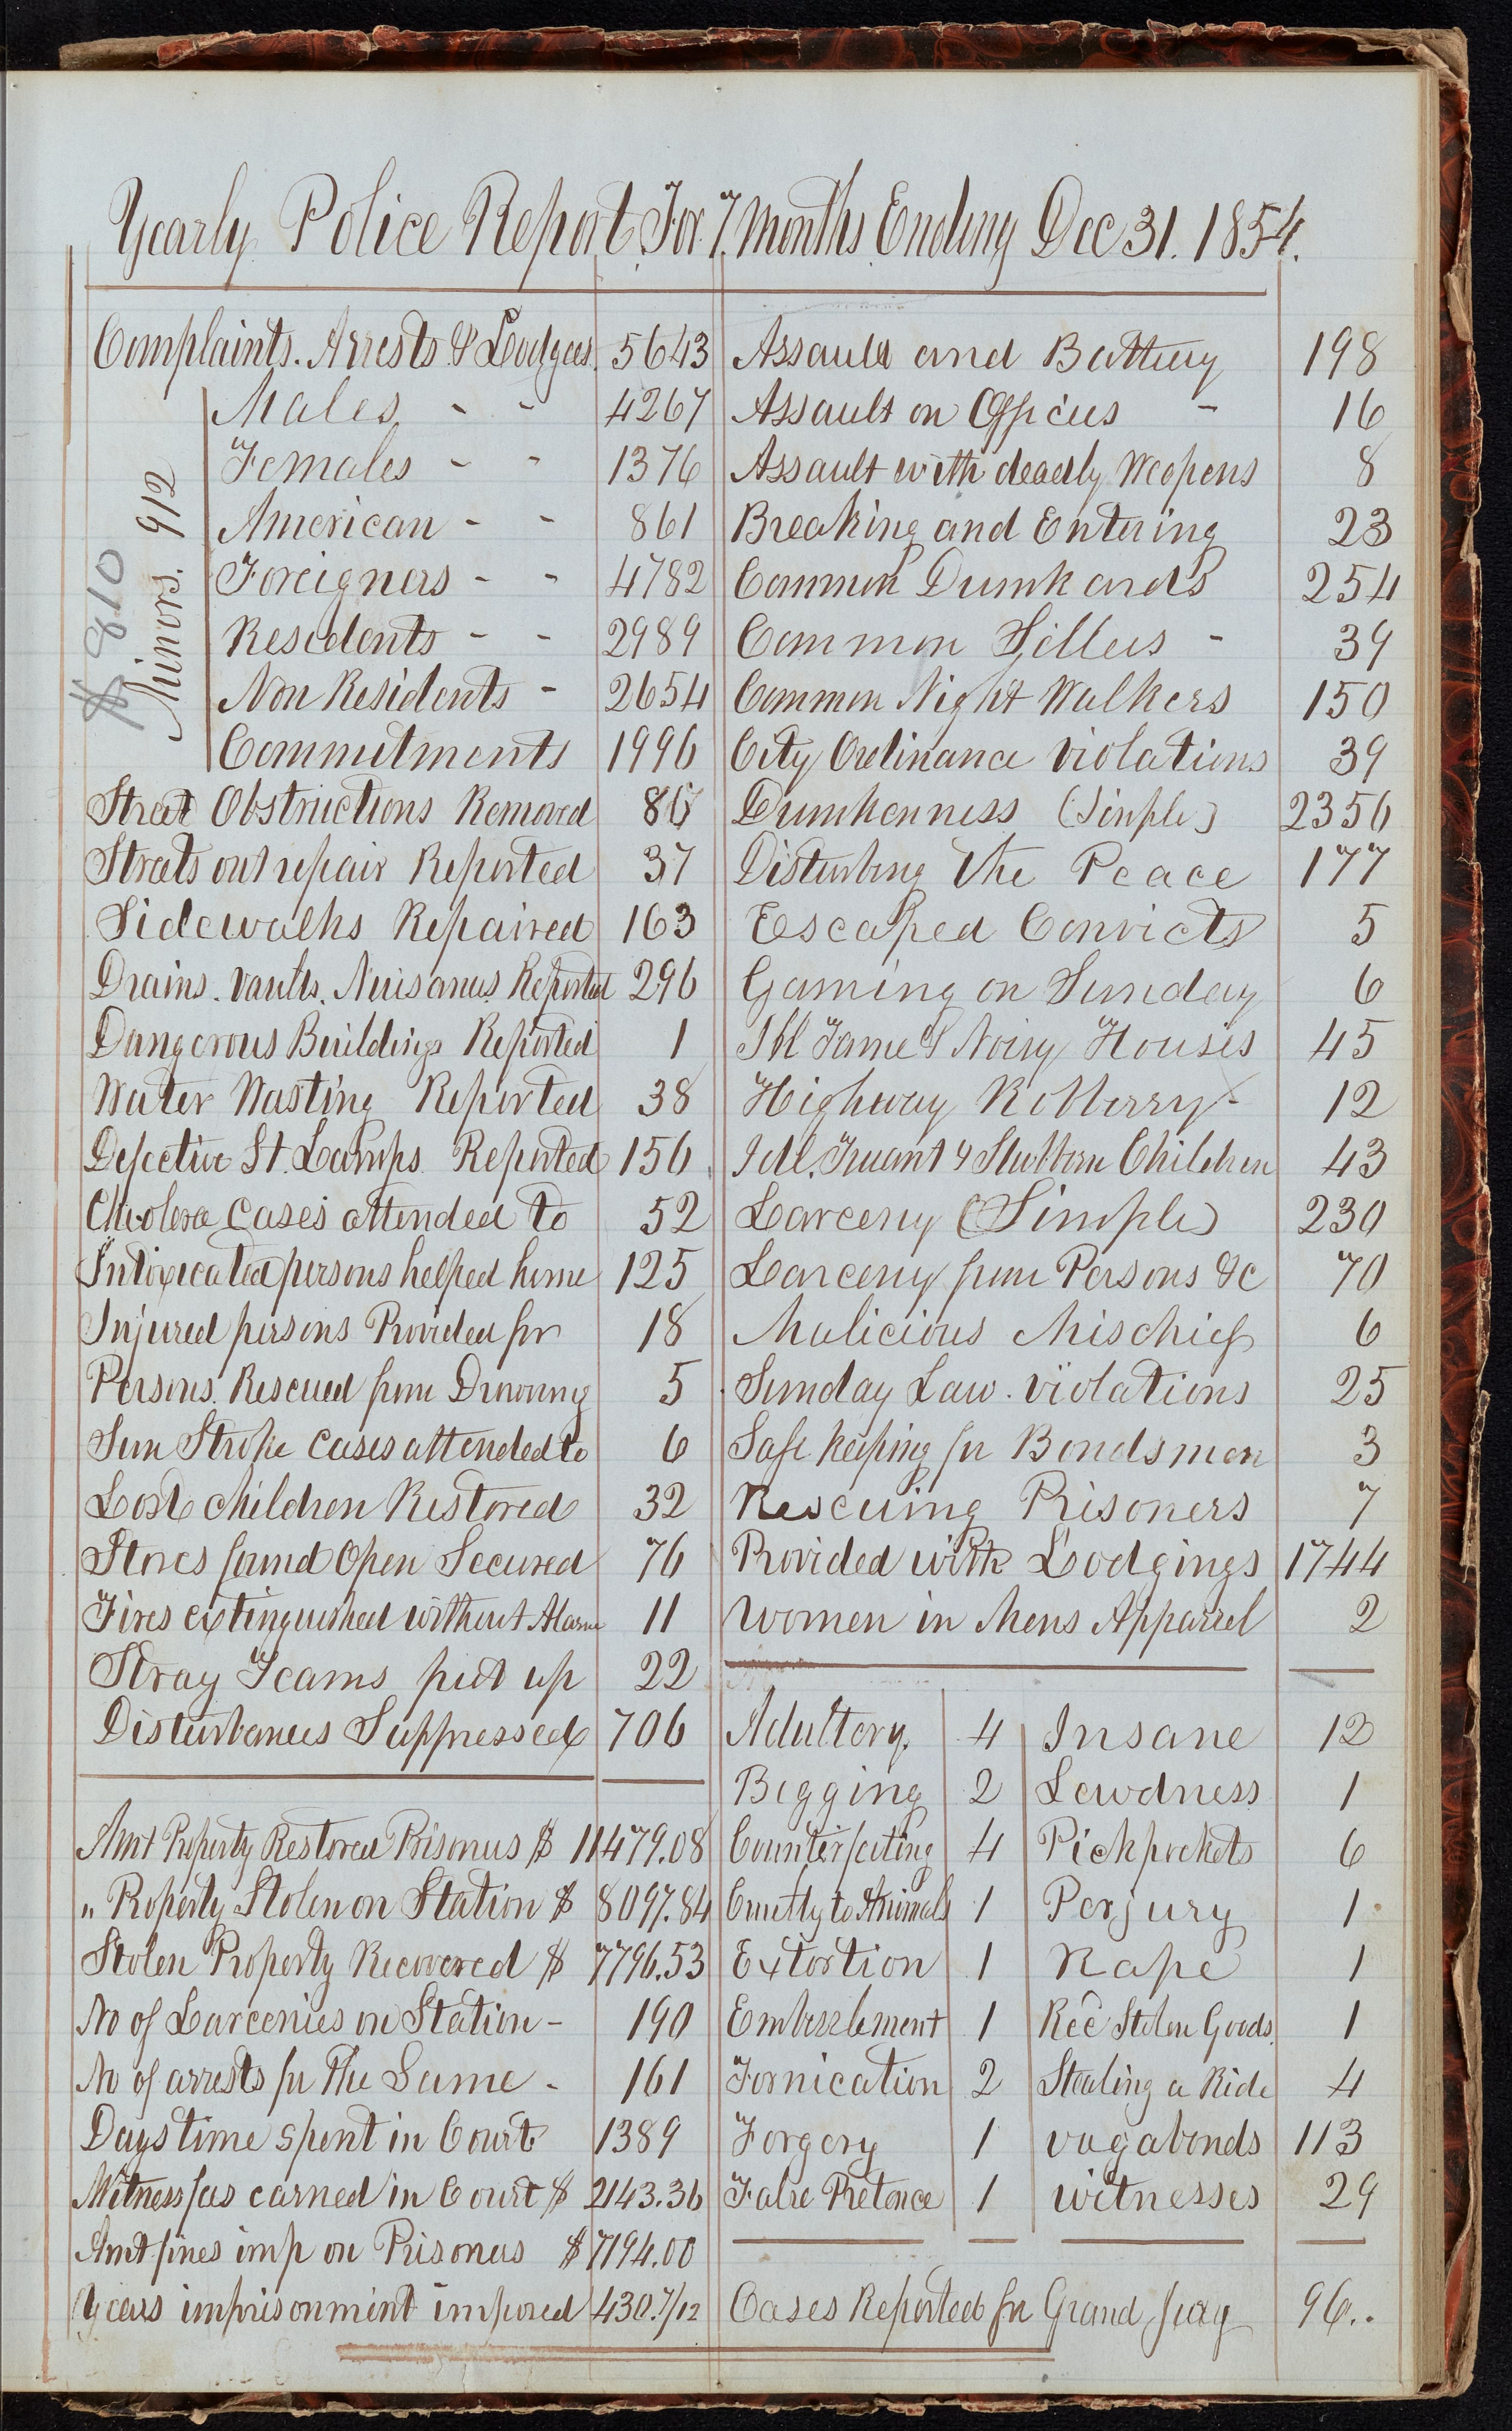 Yearly Police Report For 7 Months Ending Dec 31. 1854.
Complaints. Arrests & Lodgers. 5643
Minors. 912
$ 810
Males - - 4267
Females - - 1376
American - - 861
Foreigners - - 4782
Residents - - 2989
Non Residents - 2654
Commitments 1996
Street Obstructions Removed
Streets out repair Reported 37
Sidewalks Repaired 163
Drains. Vaults. Nuisances Reported 296
Dangerous Buildings Reported 1
Water Wasting Reported 38
Defective St. Lamps Reported 156
Cholera Cases attended to 52
Intoxicated persons helped home 125
Injured persons Provided for 18
Persons. Rescued from Drowning 5
Sun Stroke Cases attended to 6
Lost children Restored 32
Stores found Open Secured 76
Fires extinguished without Alarm 11
Stray Teams put up 22
Disturbances Suppressed 706
Amt Property Restored Prisoners $ 11479.08
" Property Stolen on Station $ 8097.84
Stolen Property Recovered $ 7796.53
No of Larcenies on Station - 190
No of arrests for The Same - 161
Days time spent in Court 1389
Witness fees earned in Court $ 2143.36
Amt fines imp on Prisoners $ 7194.00
Years imprisonment imposed 430.7/12
Assault and Battery 198
Assault on Officers - 16
Assault with deadly Weopens 8
Breaking and Entering 23
Common Drunkards 254
Common Sellers - 39
Common Night Walkers 150
City Ordinance Violations 39
Drunkenness (Simple) 2356
Disturbing the Peace 177
Escaped Convicts 5
Gaming on Sunday 6
Ill Fame & Noisy Houses 45
Highway Robberry - 12
Idle. Truant & Stubborn Children 43
Larceny (Simple) 230
Larceny from Persons &c 70
Malicious Mischief 6
Sunday Law. violations 25
Safe keeping for Bondsmen 3
Rescuing Prisoners 7
Provided with Lodgings 1744
Women in Mens Apparrel 2
Adultery. 4 Insane 12
Begging 2 Lewdness 1
Counterfeiting 4 Pickpockets 6
Cruelty to Animals 1 Perjury 1
Extortion 1 Rape 1
Embezzlement 1 Rec Stolen Goods 1
Fornication 2 Stealing a Ride 4
Forgery 1 vagabonds 113
False Pretence 1 witnesses 29
Cases Reported for Grand jury 96..